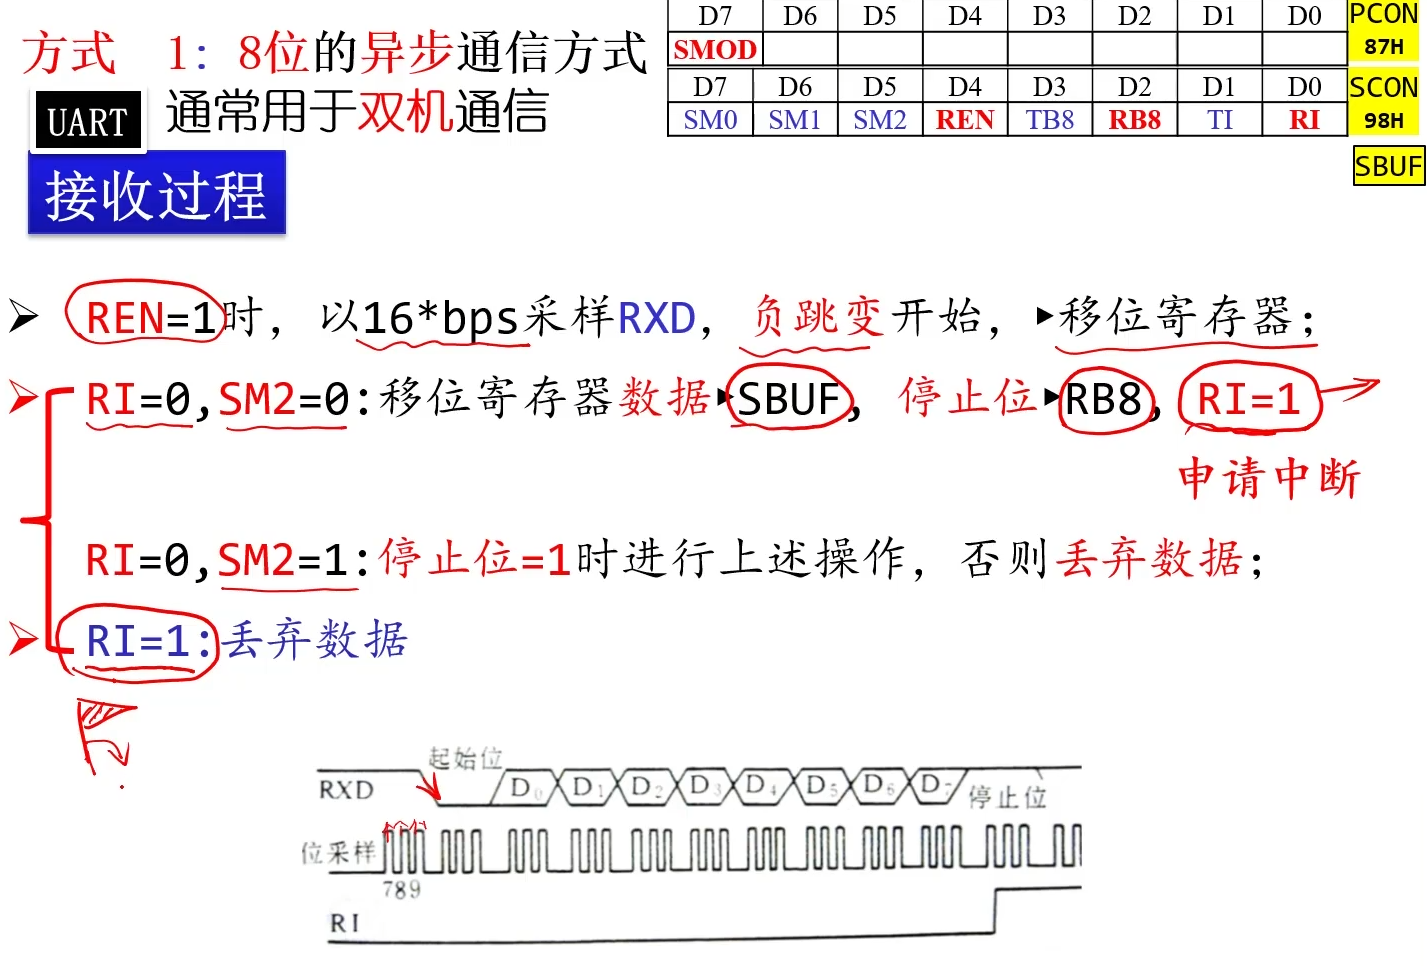 方式 1: 8位的异步通信方式
UART 通常用于双机通信
D7 D6 D5 D4 D3 D2 D1 D0 PCON
SMOD 87H
D7 D6 D5 D4 D3 D2 D1 D0 SCON
SM0 SM1 SM2 REN TB8 RB8 TI RI 98H
SBUF
接收过程
REN=1时, 以16*bps采样RXD, 负跳变开始, ▸移位寄存器;
RI=0,SM2=0:移位寄存器数据▸SBUF, 停止位▸RB8, RI=1
申请中断
RI=0,SM2=1:停止位=1时进行上述操作, 否则丢弃数据;
RI=1:丢弃数据
起始位
RXD D0 D1 D2 D3 D4 D5 D6 D7 停止位
位采样
789
RI